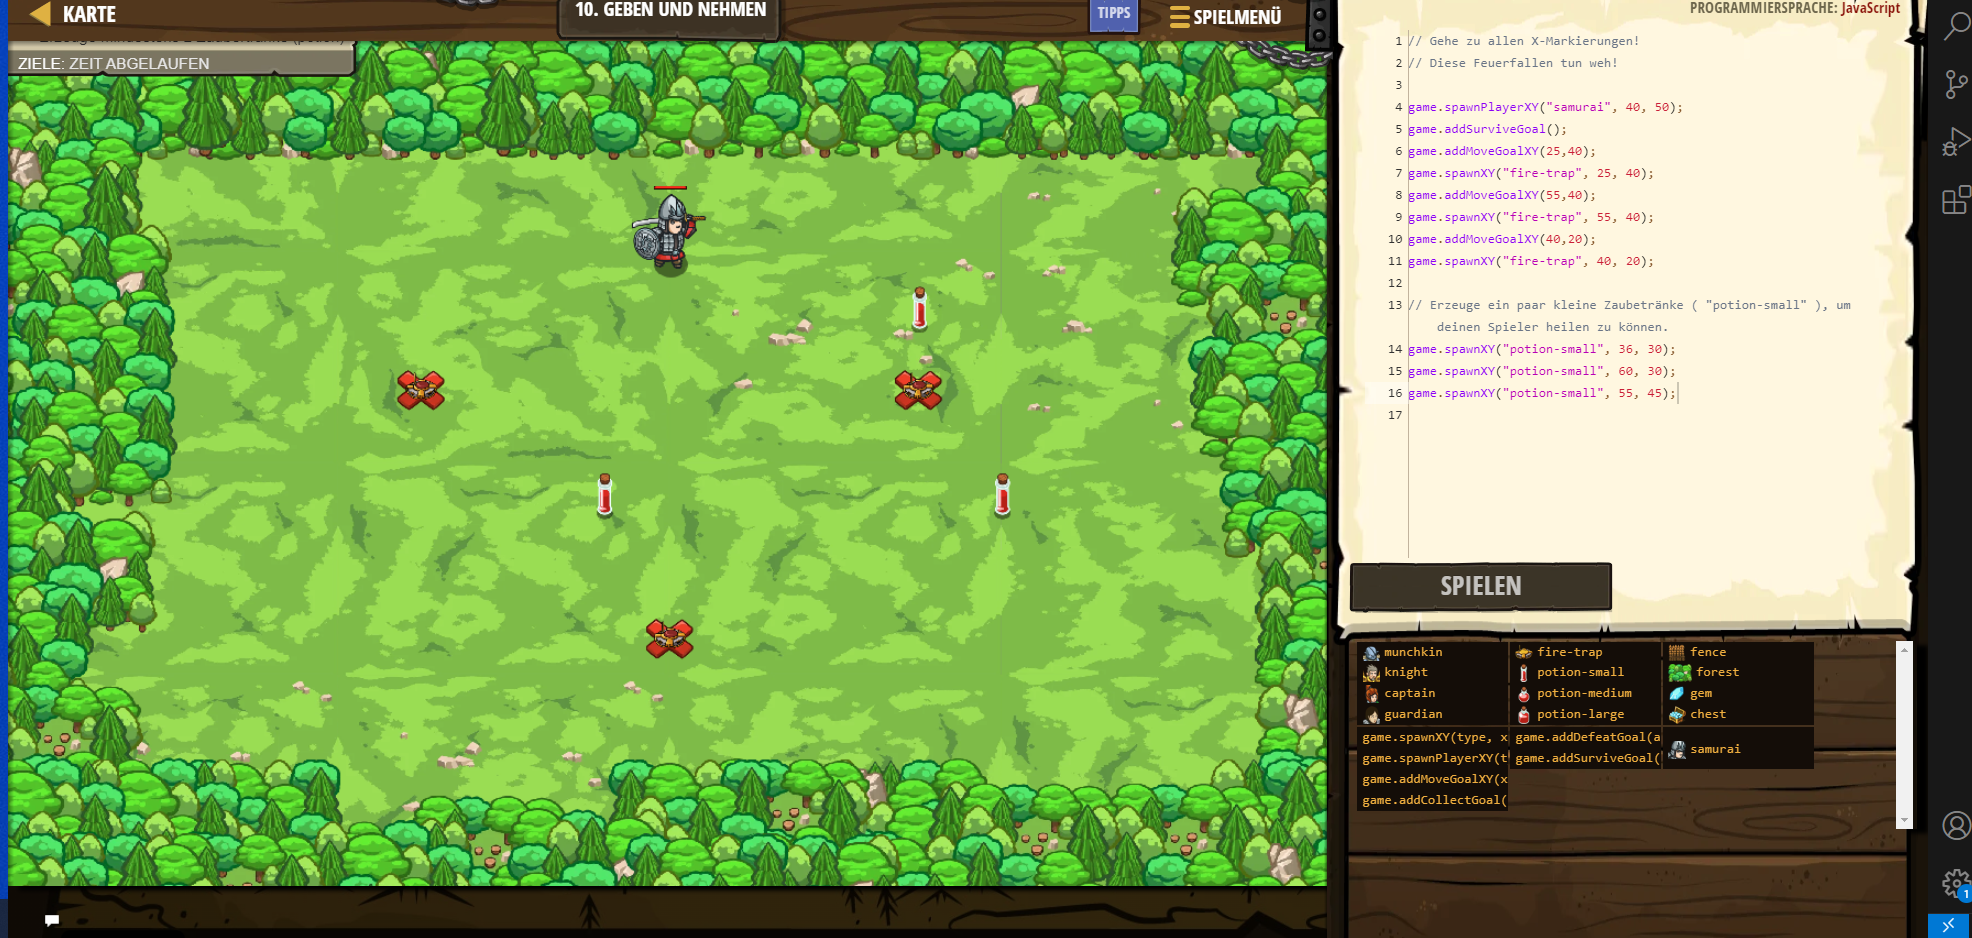 KARTE
10. GEBEN UND NEHMEN
TIPPS
SPIELMENÜ
PROGRAMMIERSPRACHE: JavaScript
ZIELE: ZEIT ABGELAUFEN
1 // Gehe zu allen X-Markierungen!
2 // Diese Feuerfallen tun weh!
3
4 game.spawnPlayerXY("samurai", 40, 50);
5 game.addSurviveGoal();
6 game.addMoveGoalXY(25,40);
7 game.spawnXY("fire-trap", 25, 40);
8 game.addMoveGoalXY(55,40);
9 game.spawnXY("fire-trap", 55, 40);
10 game.addMoveGoalXY(40,20);
11 game.spawnXY("fire-trap", 40, 20);
12
13 // Erzeuge ein paar kleine Zaubetränke ( "potion-small" ), um
deinen Spieler heilen zu können.
14 game.spawnXY("potion-small", 36, 30);
15 game.spawnXY("potion-small", 60, 30);
16 game.spawnXY("potion-small", 55, 45);
17
SPIELEN
munchkin
knight
captain
guardian
fire-trap
potion-small
potion-medium
potion-large
fence
forest
gem
chest
game.spawnXY(type, x
game.spawnPlayerXY(t
game.addMoveGoalXY(x
game.addCollectGoal(
game.addDefeatGoal(a
game.addSurviveGoal(
samurai
1